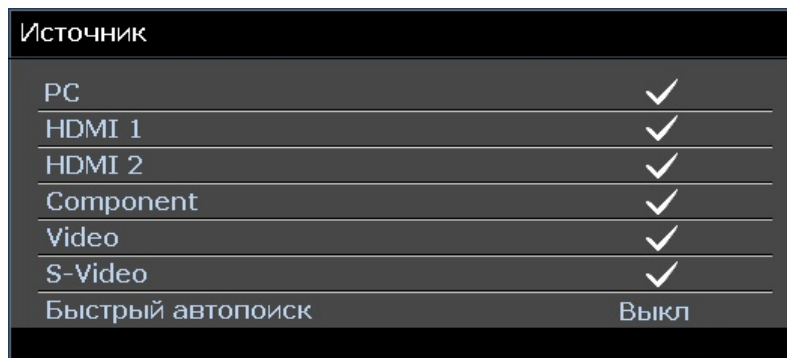 Источник
PC
HDMI 1
HDMI 2
Component
Video
S-Video
Быстрый автопоиск Выкл